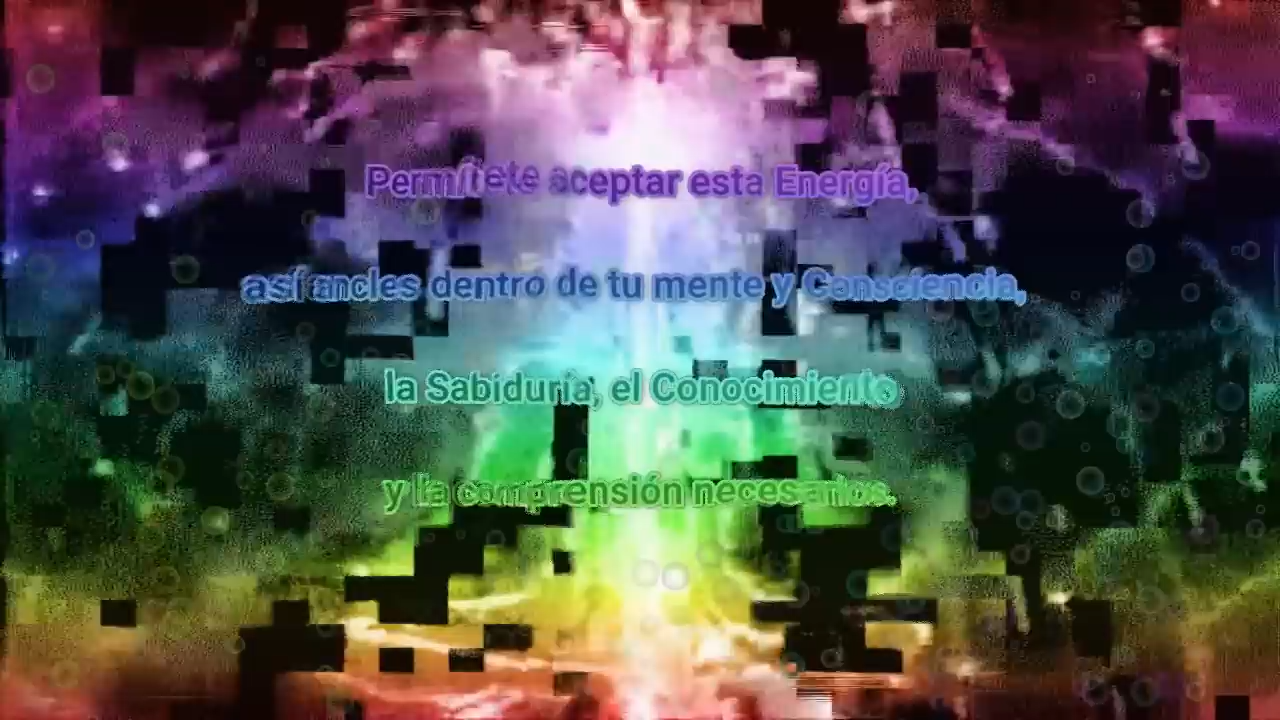 Permítete aceptar esta Energía,
así ancles dentro de tu mente y Consciencia,
la Sabiduría, el Conocimiento
y la comprensión necesarios.